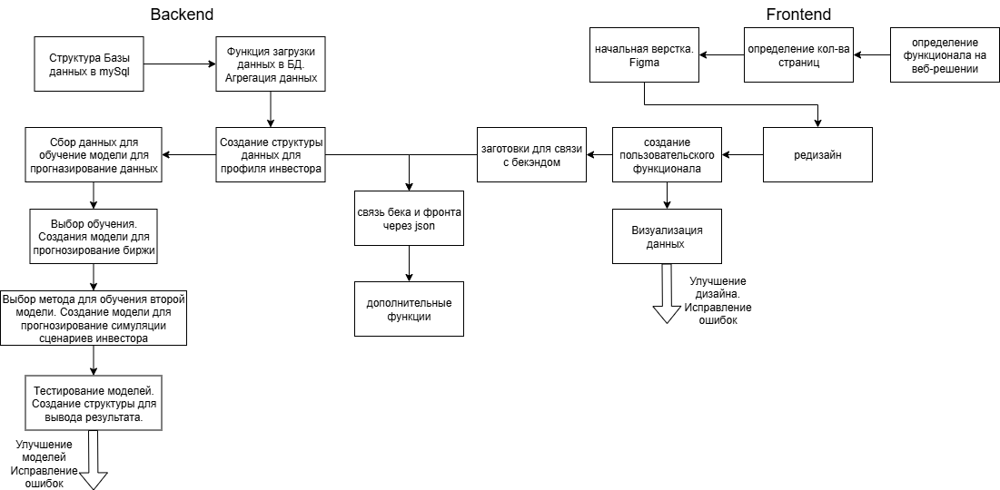 Backend
Frontend
Структура Базы
данных в mySql
Функция загрузки
данных в БД.
Агрегация данных
начальная верстка.
Figma
определение кол-ва
страниц
определение
функционала на
веб-решении
Сбор данных для
обучение модели для
прогназирование данных
Создание структуры
данных для
профиля инвестора
заготовки для связи
с бекэндом
создание
пользовательского
функционала
редизайн
Выбор обучения.
Создания модели для
прогнозирование биржи
связь бека и фронта
через json
Визуализация
данных
Выбор метода для обучения второй
модели. Создание модели для
прогнозирование симуляции
сценариев инвестора
дополнительные
функции
Улучшение
дизайна.
Исправление
ошибок
Тестирование моделей.
Создание структуры для
вывода результата.
Улучшение
моделей
Исправление
ошибок